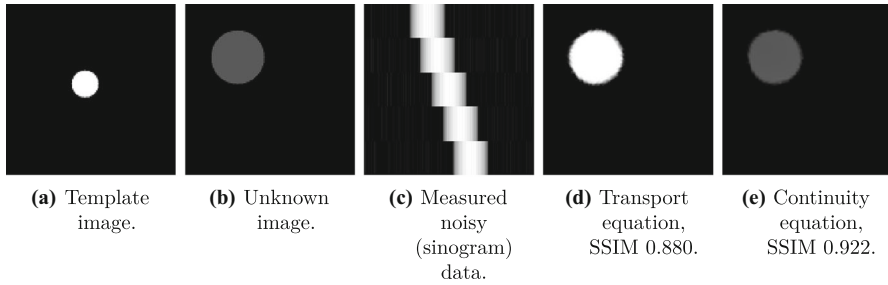 (a) Template
image.
(b) Unknown
image.
(c) Measured
noisy
(sinogram)
data.
(d) Transport
equation,
SSIM 0.880.
(e) Continuity
equation,
SSIM 0.922.